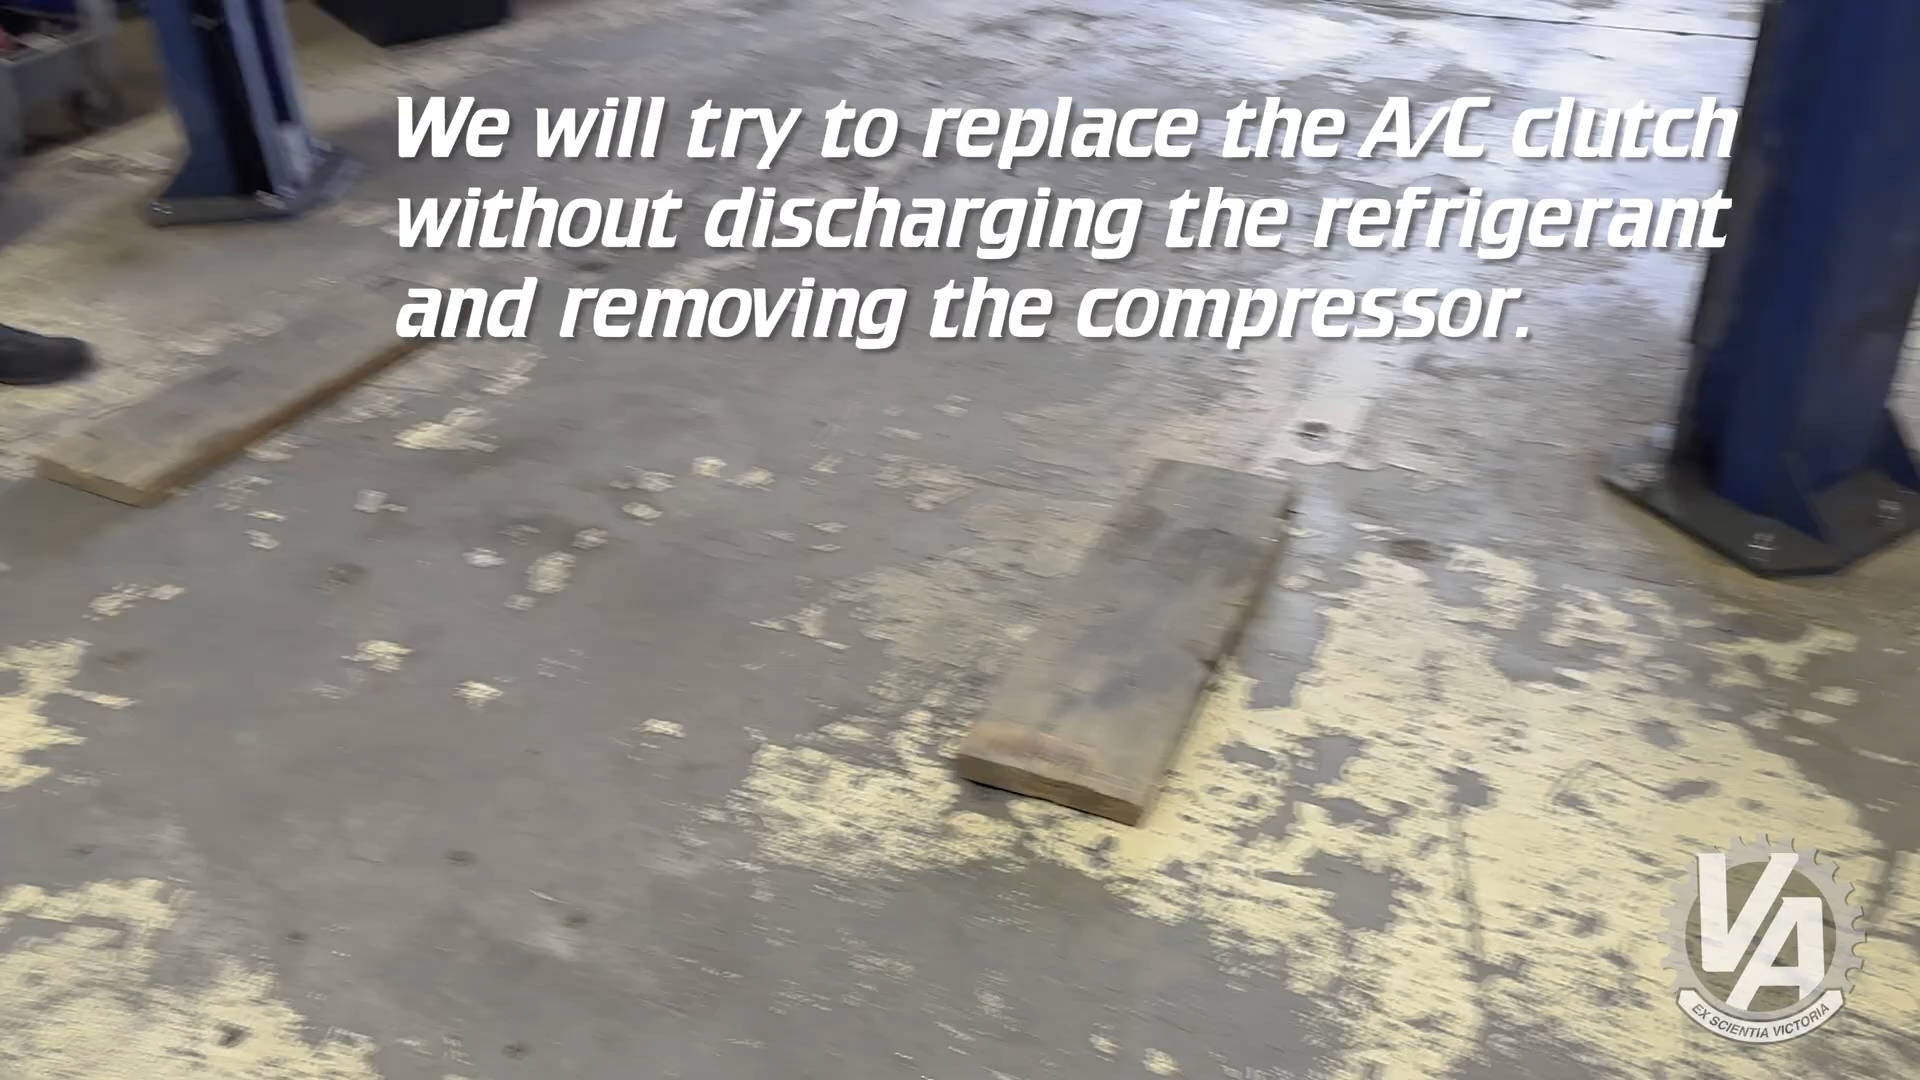 We will try to replace the A/C clutch
without discharging the refrigerant
and removing the compressor.
VA
EX SCIENTIA VICTORIA